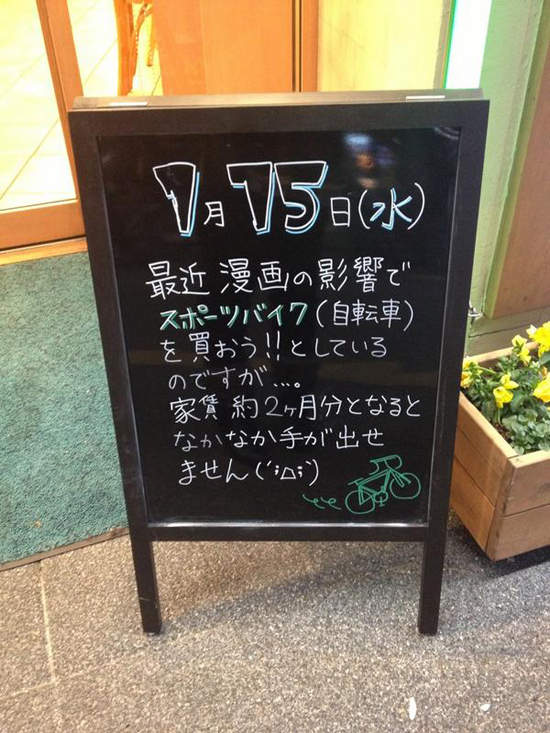 1月15日(水)
最近 漫画の影響で
スポーツバイク(自転車)
を買おう!!としている
のですが…。
家賃 約2ヶ月分となると
なかなか手が出せ
ません(´;Д;`)